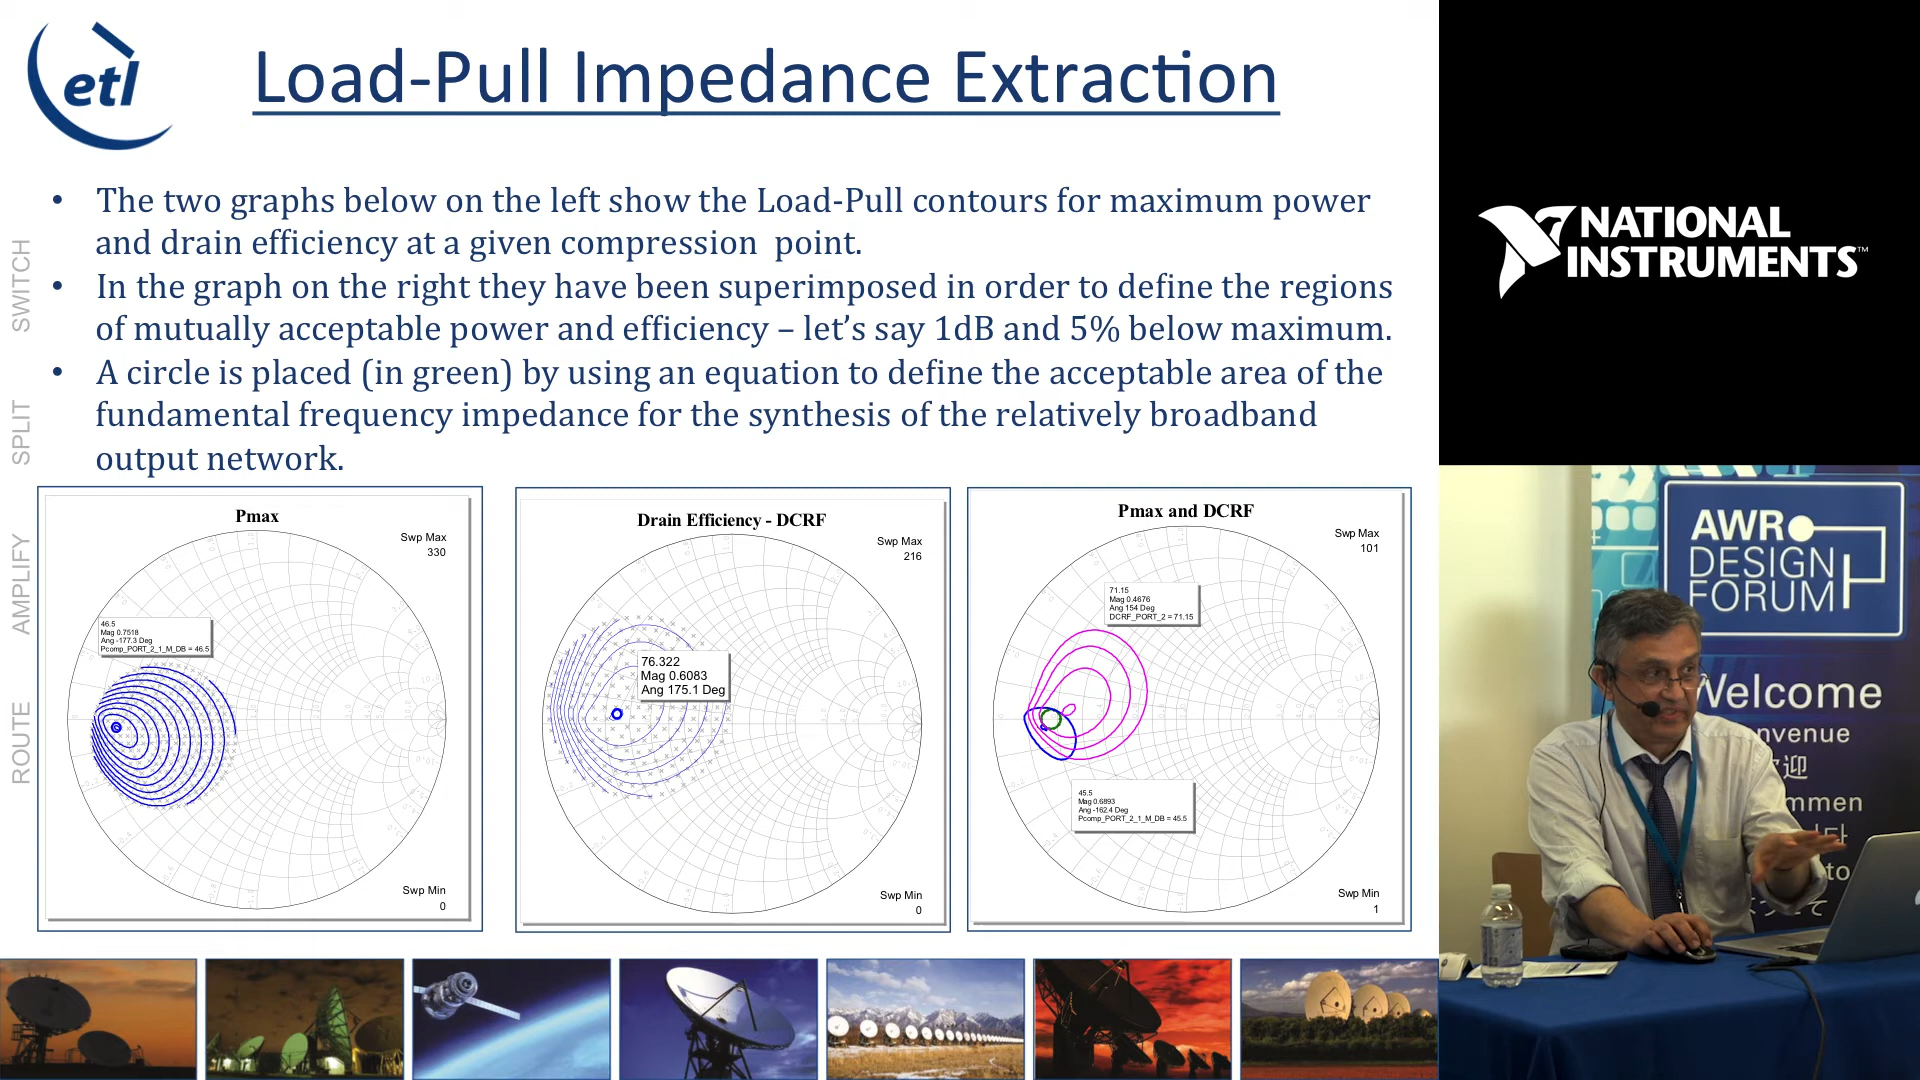 etl
Load-Pull Impedance Extraction
• The two graphs below on the left show the Load-Pull contours for maximum power
and drain efficiency at a given compression point.
• In the graph on the right they have been superimposed in order to define the regions
of mutually acceptable power and efficiency – let's say 1dB and 5% below maximum.
• A circle is placed (in green) by using an equation to define the acceptable area of the
fundamental frequency impedance for the synthesis of the relatively broadband
output network.
SWITCH
SPLIT
AMPLIFY
ROUTE
Pmax
Swp Max
330
46.5
Mag 0.7518
Ang -177.3 Deg
Pcomp_PORT_2_1_M_DB = 46.5
Swp Min
0
Drain Efficiency - DCRF
Swp Max
216
76.322
Mag 0.6083
Ang 175.1 Deg
Swp Min
0
Pmax and DCRF
Swp Max
101
71.15
Mag 0.4676
Ang 154 Deg
DCRF_PORT_2 = 71.15
45.5
Mag 0.6893
Ang -162.4 Deg
Pcomp_PORT_2_1_M_DB = 45.5
Swp Min
1
NATIONAL
INSTRUMENTS™
AWR
DESIGN
FORUM
Welcome
nvenue
迎
mmen